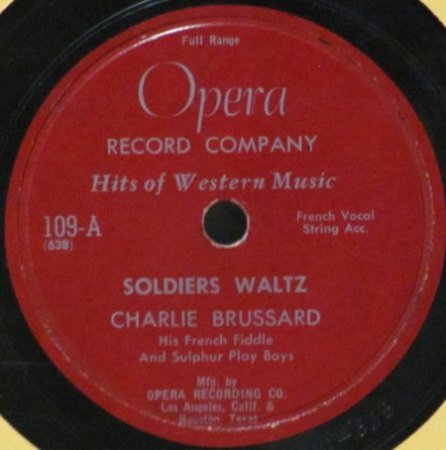 Full Range
Opera
RECORD COMPANY
Hits of Western Music
109-A
(638)
French Vocal
String Acc.
SOLDIERS WALTZ
CHARLIE BRUSSARD
His French Fiddle
And Sulphur Play Boys
Mfg. by
OPERA RECORDING CO.
Los Angeles, Calif. &
Houston, Texas